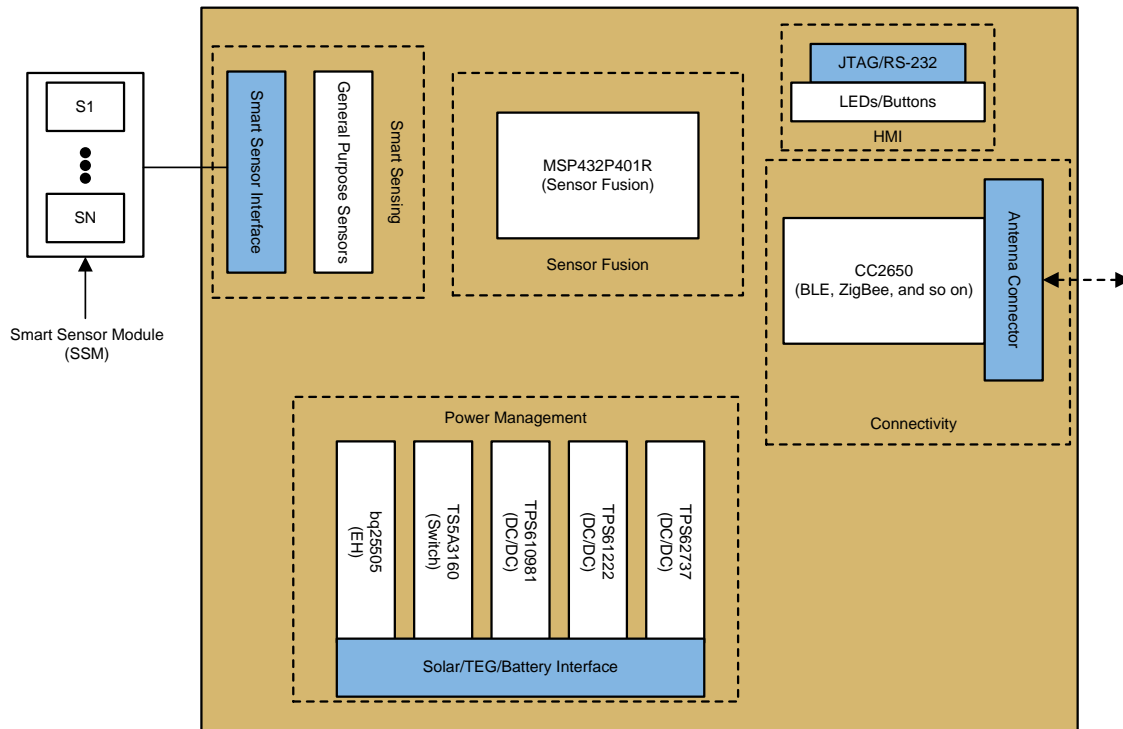 S1
SN
Smart Sensor Module
(SSM)
Smart Sensor Interface
General Purpose Sensors
Smart Sensing
MSP432P401R
(Sensor Fusion)
Sensor Fusion
JTAG/RS-232
LEDs/Buttons
HMI
CC2650
(BLE, ZigBee, and so on)
Antenna Connector
Connectivity
Power Management
bq25505
(EH)
TS5A3160
(Switch)
TPS610981
(DC/DC)
TPS61222
(DC/DC)
TPS62737
(DC/DC)
Solar/TEG/Battery Interface